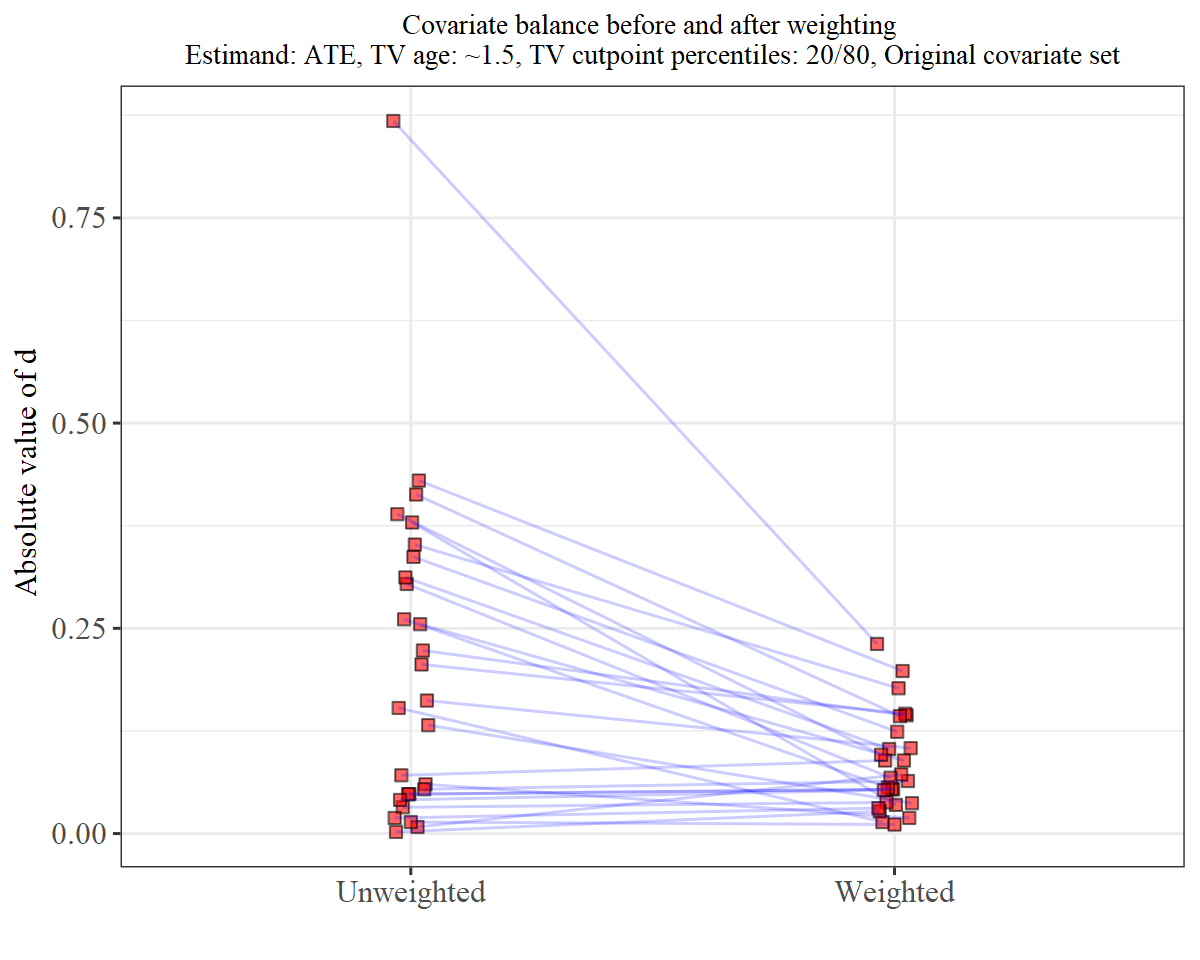 Covariate balance before and after weighting
Estimand: ATE, TV age: ~1.5, TV cutpoint percentiles: 20/80, Original covariate set
Absolute value of d
0.75
0.50
0.25
0.00
Unweighted
Weighted